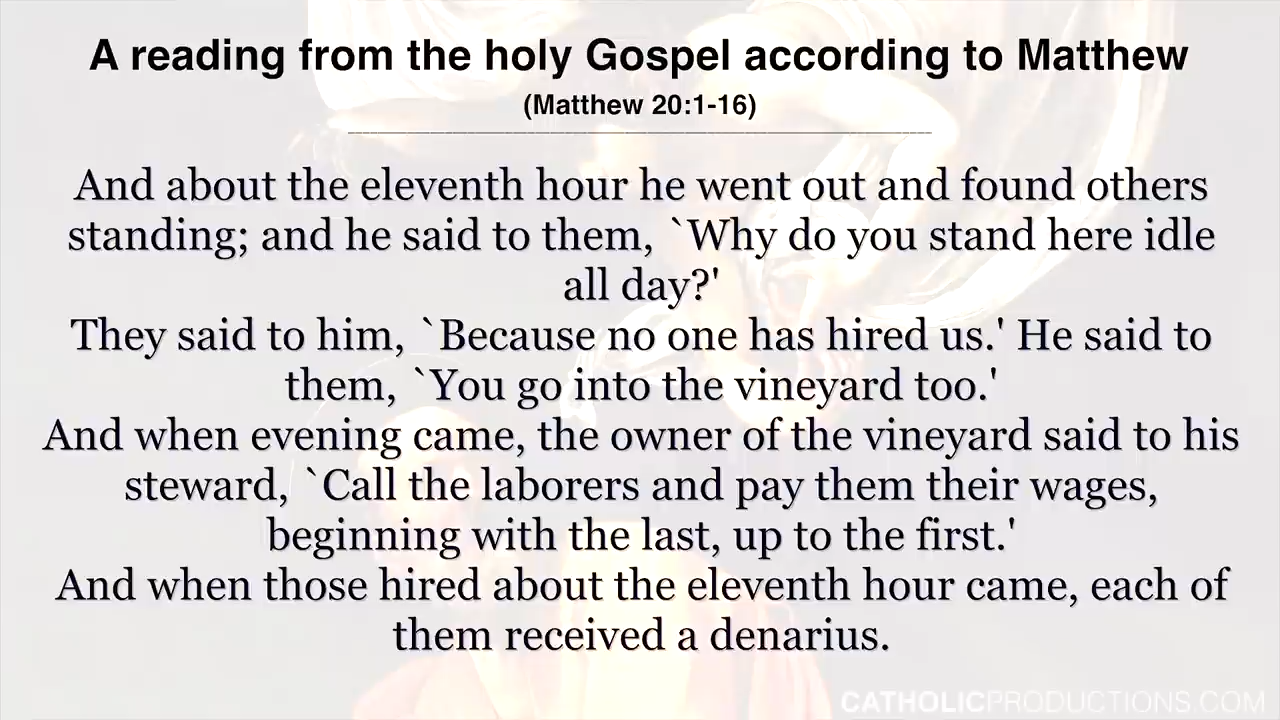 A reading from the holy Gospel according to Matthew
(Matthew 20:1-16)
And about the eleventh hour he went out and found others
standing; and he said to them, `Why do you stand here idle
all day?'
They said to him, `Because no one has hired us.' He said to
them, `You go into the vineyard too.'
And when evening came, the owner of the vineyard said to his
steward, `Call the laborers and pay them their wages,
beginning with the last, up to the first.'
And when those hired about the eleventh hour came, each of
them received a denarius.
CATHOLICPRODUCTIONS.COM